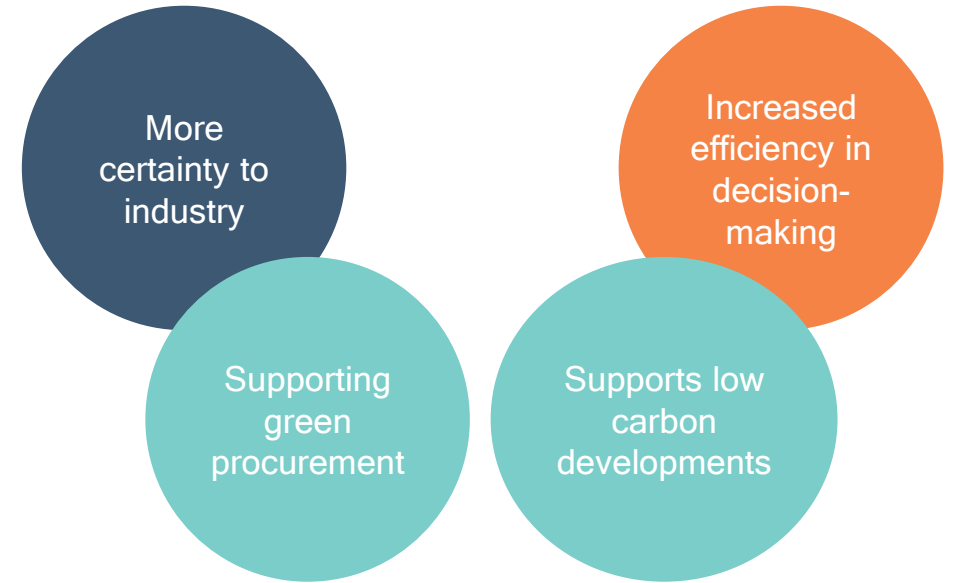 More
certainty to
industry
Increased
efficiency in
decision-
making
Supporting
green
procurement
Supports low
carbon
developments